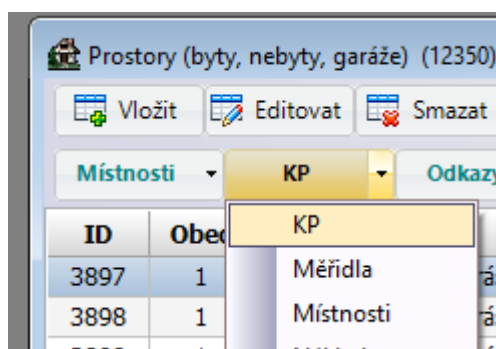 Prostory (byty, nebyty, garáže) (12350)
Vložit Editovat Smazat
Místnosti KP Odkazy
KP
ID
Měřidla
3897 1
Místnosti
3898 1